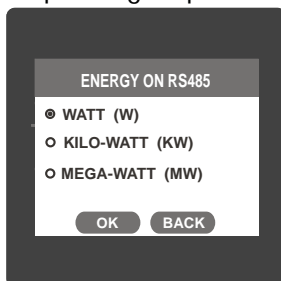 ENERGY ON RS485
WATT (W)
KILO-WATT (KW)
MEGA-WATT (MW)
OK BACK